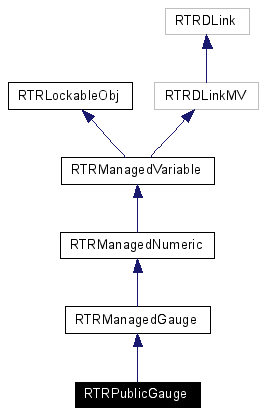 RTRDLink
RTRLockableObj
RTRDLinkMV
RTRManagedVariable
RTRManagedNumeric
RTRManagedGauge
RTRPublicGauge